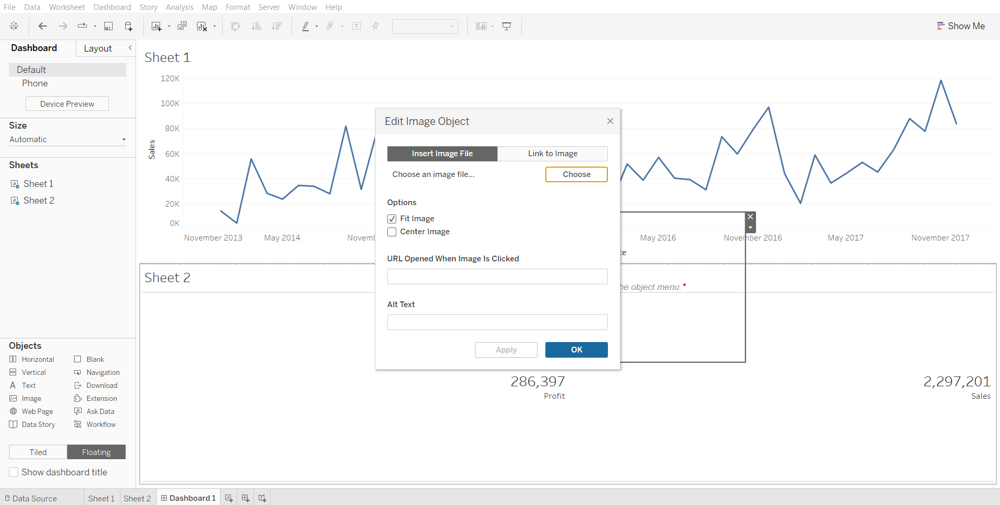 File Data Worksheet Dashboard Story Analysis Map Format Server Window Help
Show Me
Dashboard
Layout
Default
Phone
Device Preview
Size
Automatic
Sheets
Sheet 1
Sheet 2
Objects
Horizontal
Blank
Vertical
Navigation
Text
Download
Image
Extension
Web Page
Ask Data
Data Story
Workflow
Tiled
Floating
Show dashboard title
Sheet 1
120K
100K
80K
60K
40K
20K
0K
Sales
November 2013
May 2014
Novem
May 2016
November 2016
May 2017
November 2017
te
Edit Image Object
Insert Image File
Link to Image
Choose an image file...
Choose
Options
Fit Image
Center Image
URL Opened When Image Is Clicked
Alt Text
Apply
OK
Sheet 2
he object menu.
286,397
Profit
2,297,201
Sales
Data Source
Sheet 1
Sheet 2
Dashboard 1